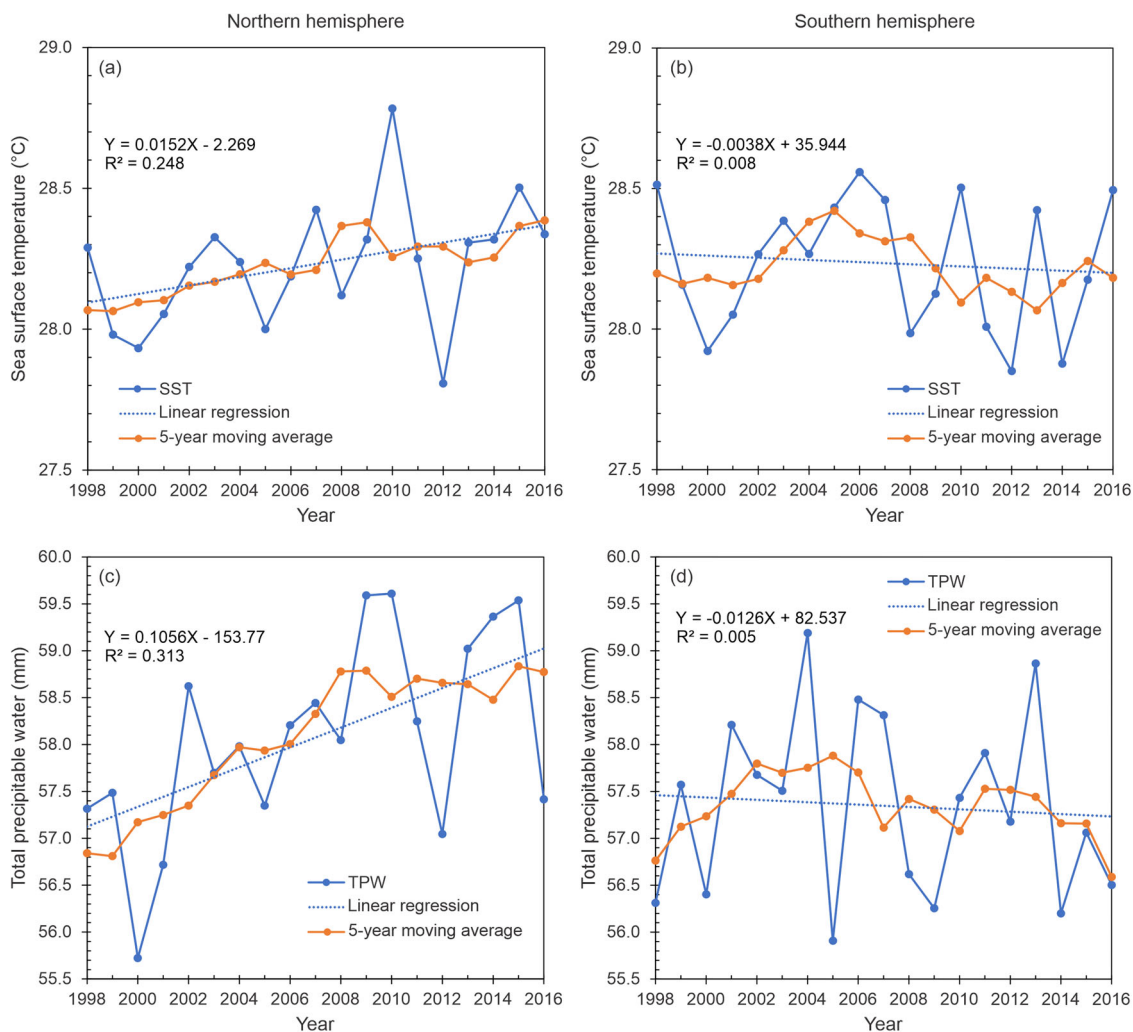 Northern hemisphere
Southern hemisphere
(a)
Y = 0.0152X - 2.269
R² = 0.248
Sea surface temperature (°C)
29.0
28.5
28.0
27.5
SST
Linear regression
5-year moving average
1998 2000 2002 2004 2006 2008 2010 2012 2014 2016
Year
(b)
Y = -0.0038X + 35.944
R² = 0.008
Sea surface temperature (°C)
29.0
28.5
28.0
27.5
SST
Linear regression
5-year moving average
1998 2000 2002 2004 2006 2008 2010 2012 2014 2016
Year
(c)
Y = 0.1056X - 153.77
R² = 0.313
Total precipitable water (mm)
60.0
59.5
59.0
58.5
58.0
57.5
57.0
56.5
56.0
55.5
TPW
Linear regression
5-year moving average
1998 2000 2002 2004 2006 2008 2010 2012 2014 2016
Year
(d)
TPW
Linear regression
5-year moving average
Y = -0.0126X + 82.537
R² = 0.005
Total precipitable water (mm)
60.0
59.5
59.0
58.5
58.0
57.5
57.0
56.5
56.0
55.5
1998 2000 2002 2004 2006 2008 2010 2012 2014 2016
Year